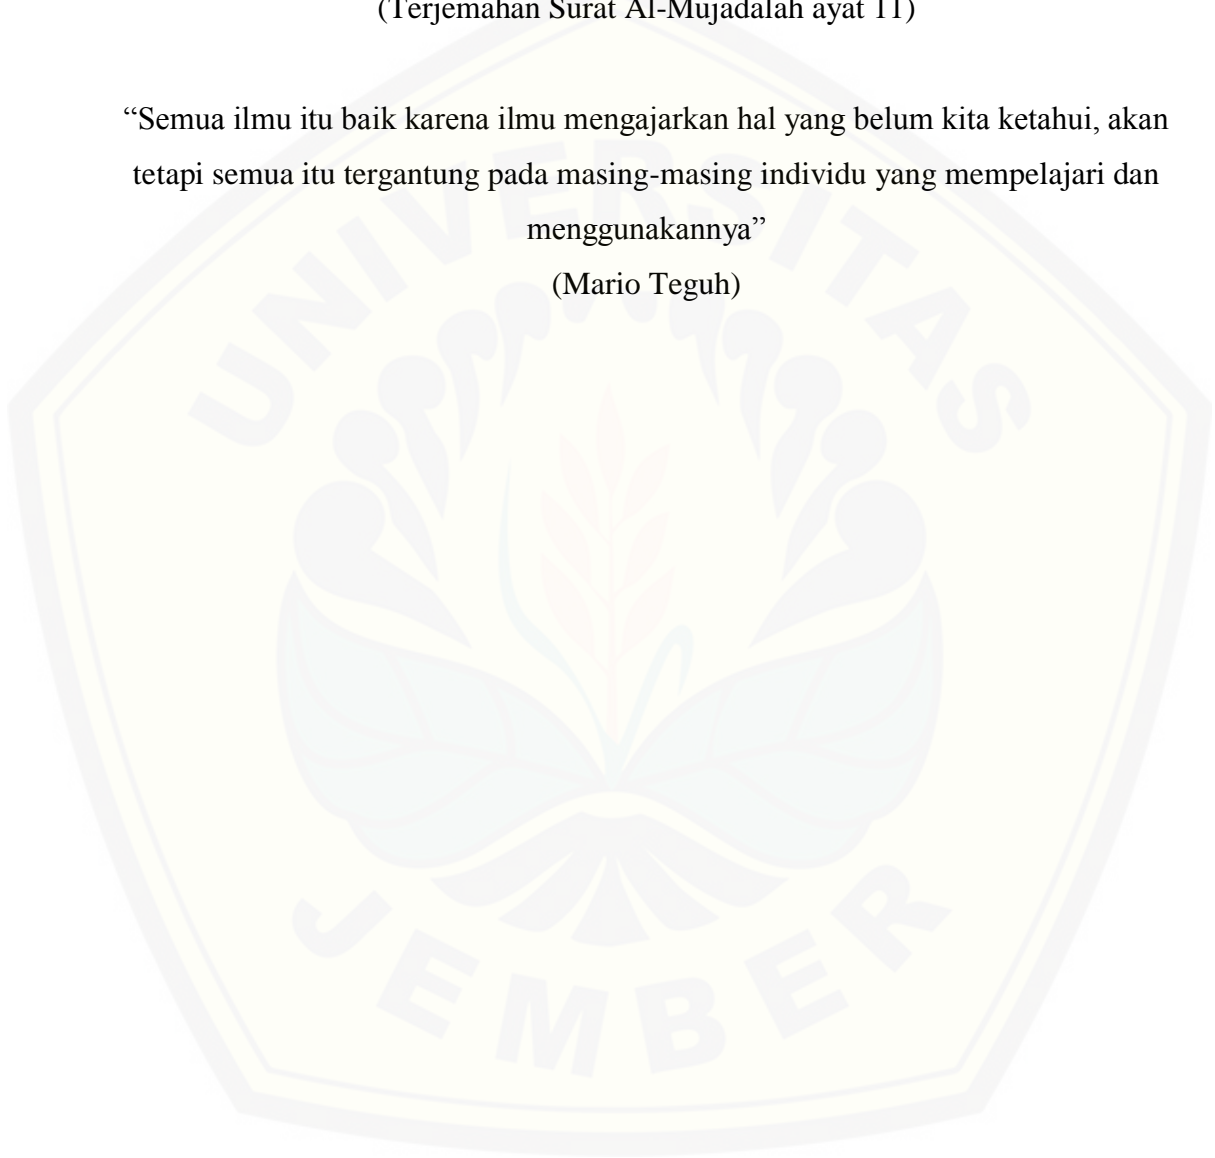 (Terjemahan Surat Al-Mujadalah ayat 11)
“Semua ilmu itu baik karena ilmu mengajarkan hal yang belum kita ketahui, akan
tetapi semua itu tergantung pada masing-masing individu yang mempelajari dan
menggunakannya”
(Mario Teguh)
UNIVERSITAS
JEMBER